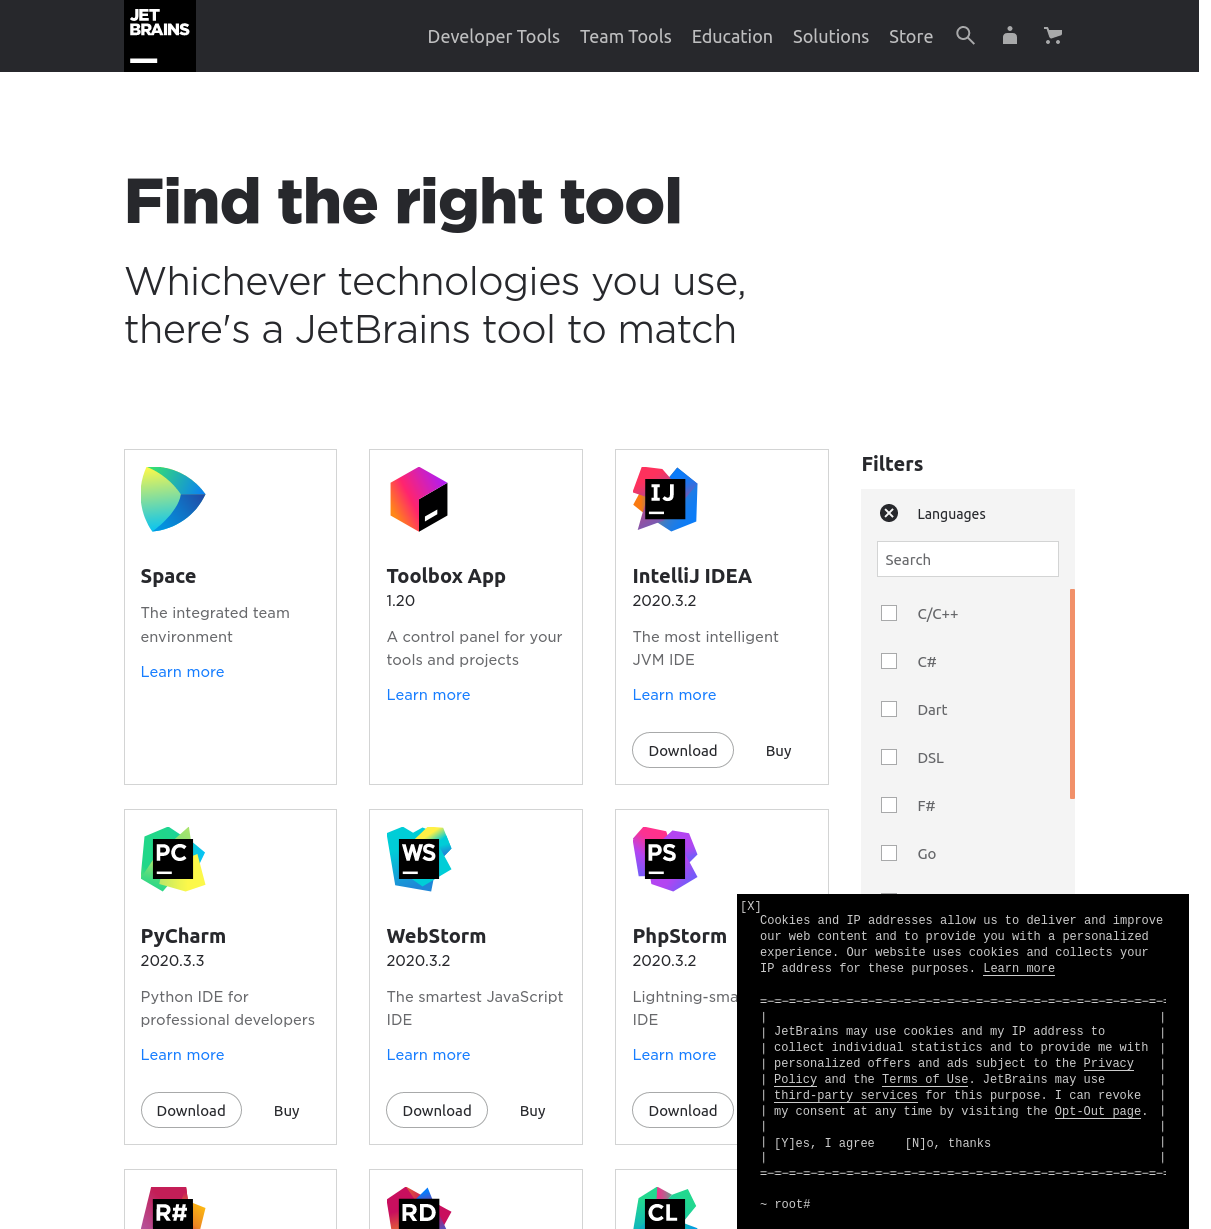 JET
BRAINS
Developer Tools Team Tools Education Solutions Store
Find the right tool
Whichever technologies you use,
there's a JetBrains tool to match
Space
The integrated team
environment
Learn more
Toolbox App
1.20
A control panel for your
tools and projects
Learn more
IJ
IntelliJ IDEA
2020.3.2
The most intelligent
JVM IDE
Learn more
Download Buy
Filters
Languages
Search
C/C++
C#
Dart
DSL
F#
Go
PC
PyCharm
2020.3.3
Python IDE for
professional developers
Learn more
Download Buy
WS
WebStorm
2020.3.2
The smartest JavaScript
IDE
Learn more
Download Buy
PS
PhpStorm
2020.3.2
IDE
Learn more
Download
R#
RD
CL
[X]
Cookies and IP addresses allow us to deliver and improve
our web content and to provide you with a personalized
experience. Our website uses cookies and collects your
IP address for these purposes. Learn more
JetBrains may use cookies and my IP address to
collect individual statistics and to provide me with
personalized offers and ads subject to the Privacy
Policy and the Terms of Use. JetBrains may use
third-party services for this purpose. I can revoke
my consent at any time by visiting the Opt-Out page.
[Y]es, I agree [N]o, thanks
~ root#